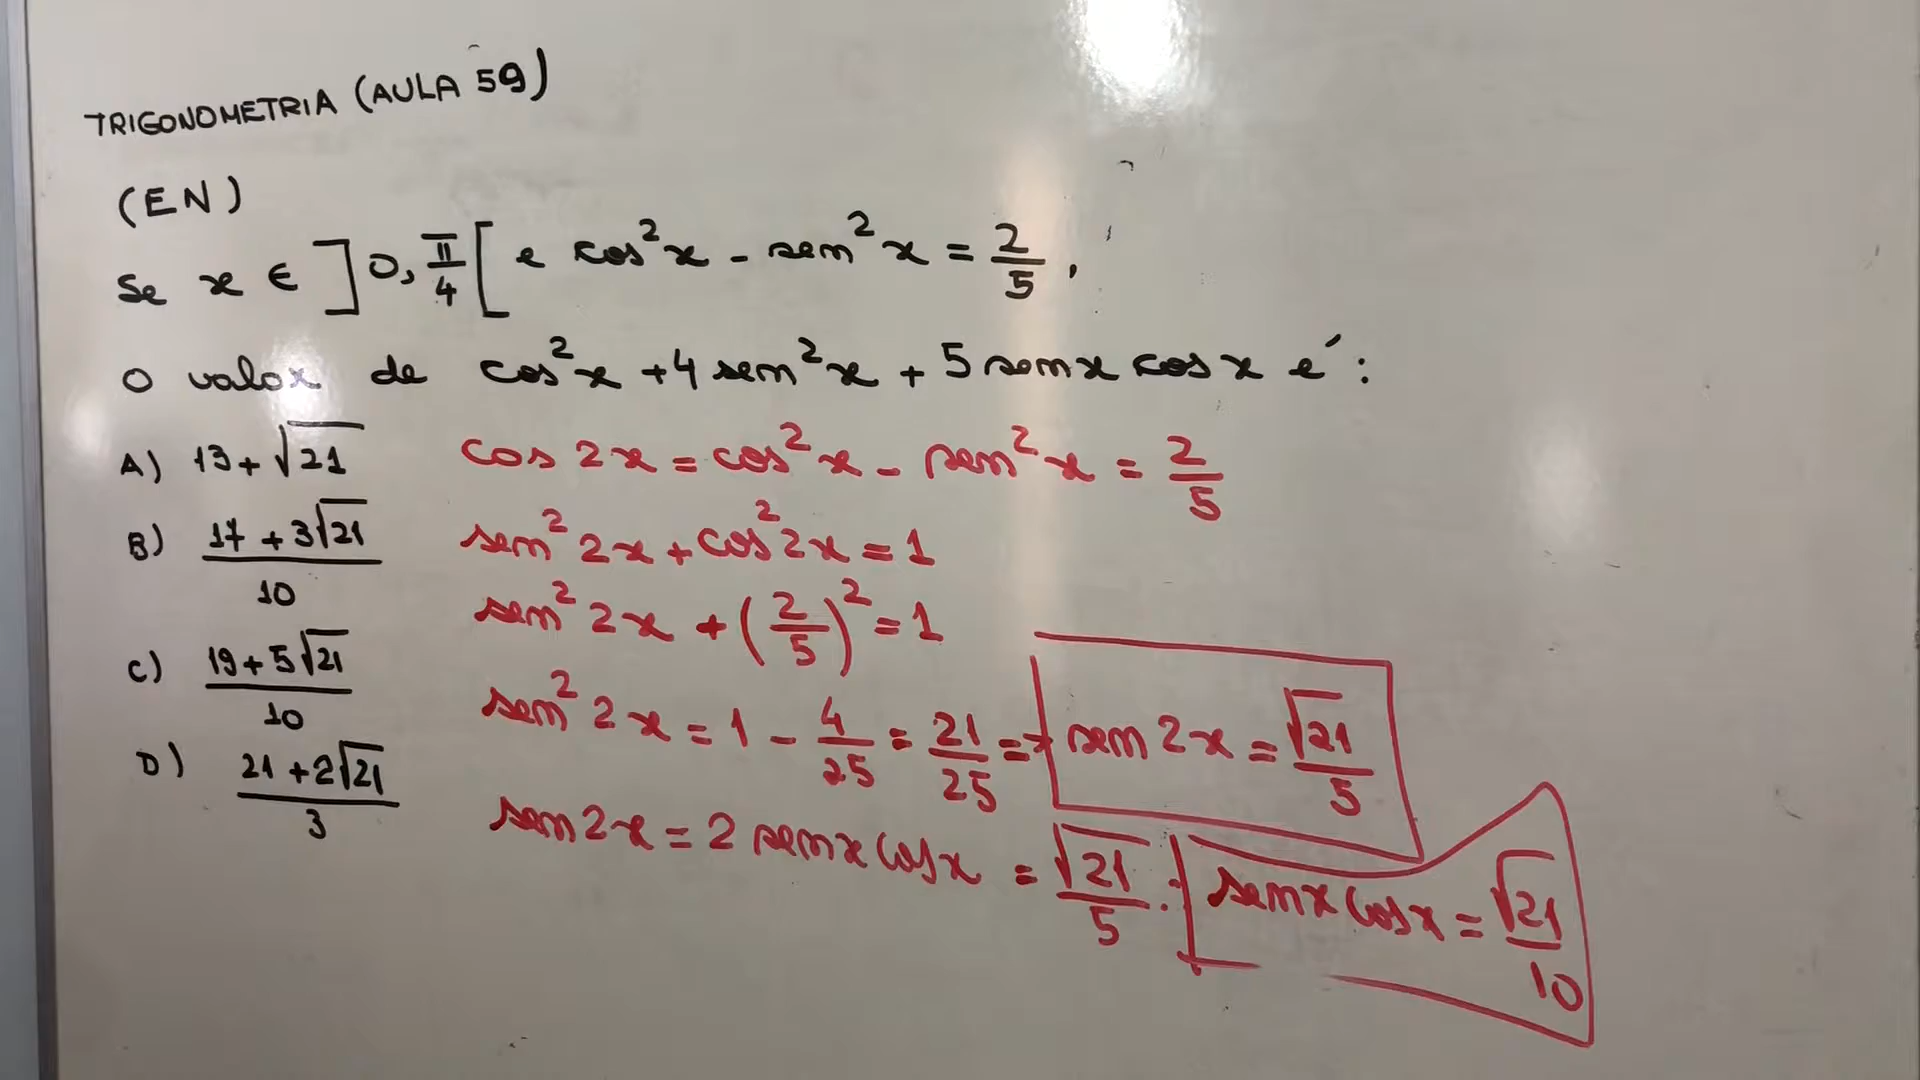 TRIGONOMETRIA (AULA 59)
(EN)
Se x ∈ ]0, π/4[ e cos²x - sen²x = 2/5,
o valor de cos²x + 4 sen²x + 5 senx cos x é:
A) 13 + √21
B) (17 + 3√21)/10
C) (19 + 5√21)/10
D) (21 + 2√21)/3
cos 2x = cos²x - sen²x = 2/5
sen² 2x + cos² 2x = 1
sen² 2x + (2/5)² = 1
sen² 2x = 1 - 4/25 = 21/25 => sen 2x = √21/5
sen 2x = 2 senx cosx = √21/5 ∴ senx cosx = √21/10